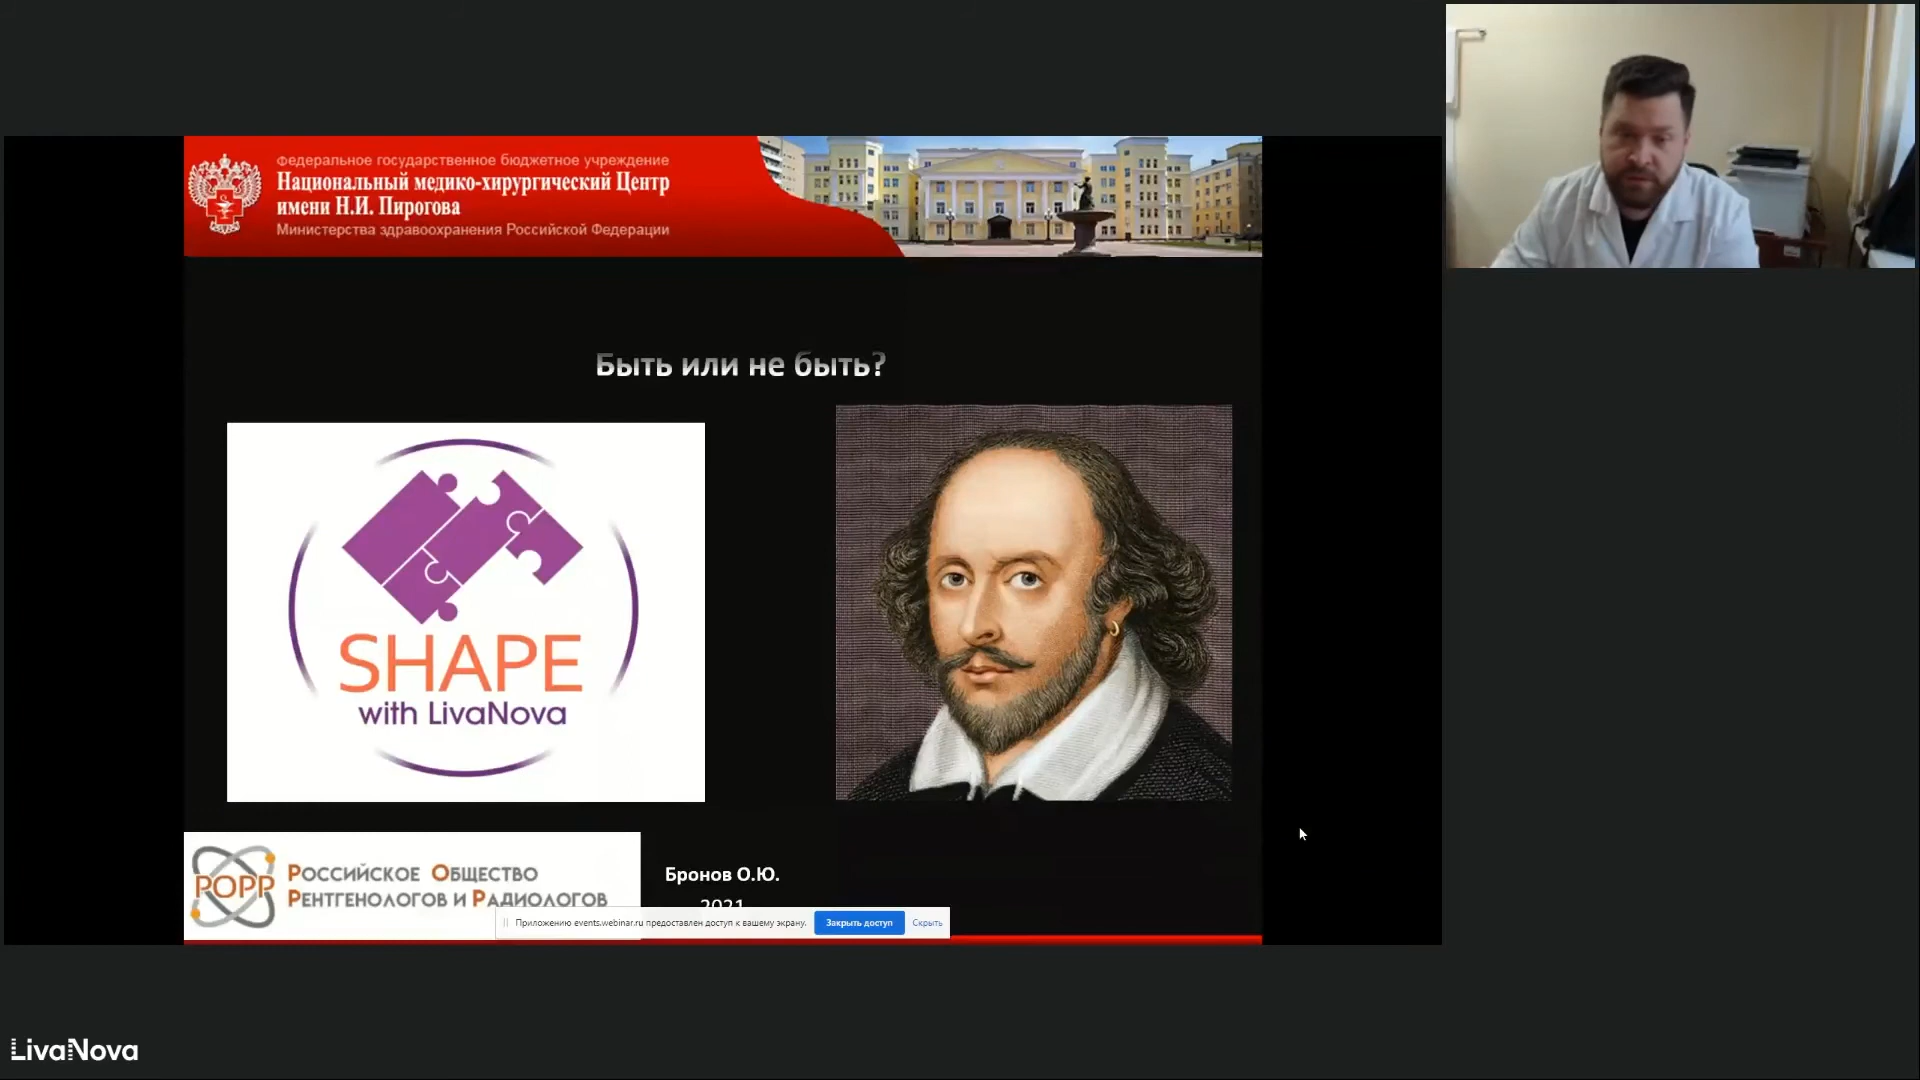 Федеральное государственное бюджетное учреждение
Национальный медико-хирургический Центр
имени Н.И. Пирогова
Министерства здравоохранения Российской Федерации
Быть или не быть?
SHAPE
with LivaNova
РОРР
Российское Общество
Рентгенологов и Радиологов
Бронов О.Ю.
2021
Приложению events.webinar.ru предоставлен доступ к вашему экрану.
Закрыть доступ
Скрыть
LivaNova